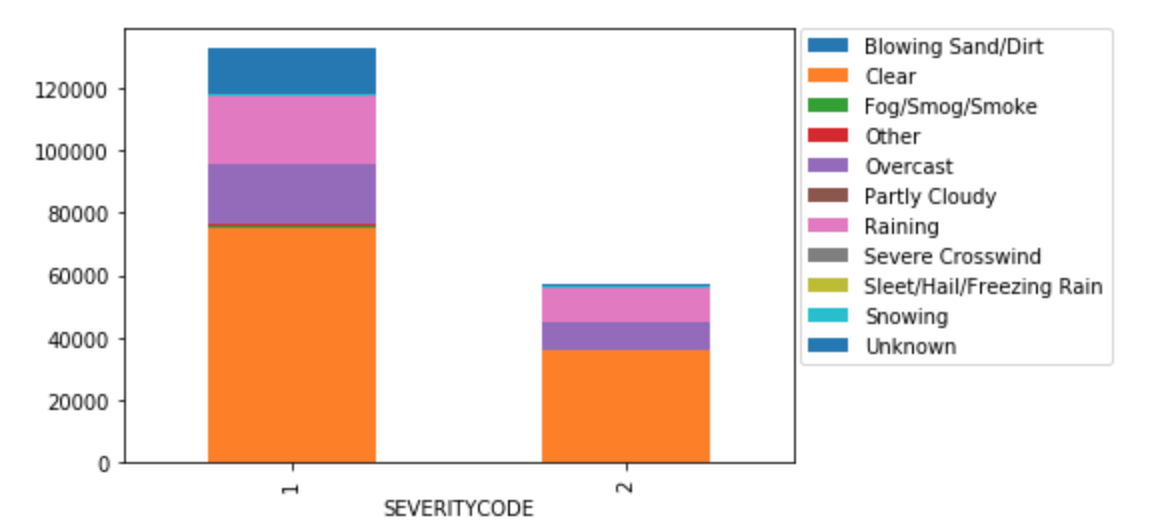 120000
100000
80000
60000
40000
20000
0
1
2
SEVERITYCODE
Blowing Sand/Dirt
Clear
Fog/Smog/Smoke
Other
Overcast
Partly Cloudy
Raining
Severe Crosswind
Sleet/Hail/Freezing Rain
Snowing
Unknown